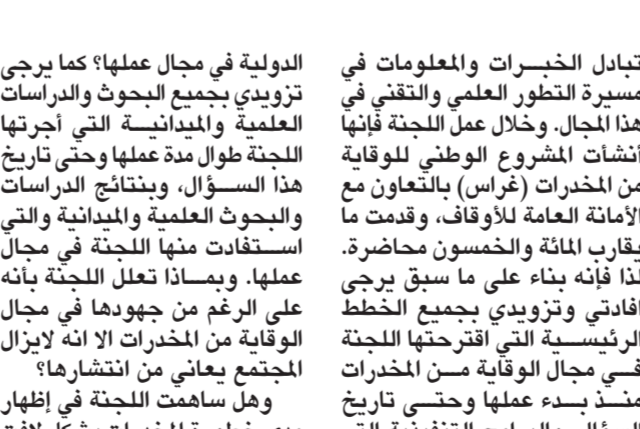 تبادل الخبرات والمعلومات في
مسيرة التطور العلمي والتقني في
هذا المجال. وخلال عمل اللجنة فإنها
أنشأت المشروع الوطني للوقاية
من المخدرات (غراس) بالتعاون مع
الأمانة العامة للأوقاف، وقدمت ما
يقارب المائة والخمسون محاضرة.
لذا فإنه بناء على ما سبق يرجى
افادتي وتزويدي بجميع الخطط
الرئيسية التي اقترحتها اللجنة
في مجال الوقاية من المخدرات
منذ بدء عملها وحتى تاريخ
الدولية في مجال عملها؟ كما يرجى
تزويدي بجميع البحوث والدراسات
العلمية والميدانية التي أجرتها
اللجنة طوال مدة عملها وحتى تاريخ
هذا السؤال، وبنتائج الدراسات
والبحوث العلمية والميدانية والتي
استفادت منها اللجنة في مجال
عملها. وبماذا تعلل اللجنة بأنه
على الرغم من جهودها في مجال
الوقاية من المخدرات الا انه لايزال
المجتمع يعاني من انتشارها؟
وهل ساهمت اللجنة في إظهار